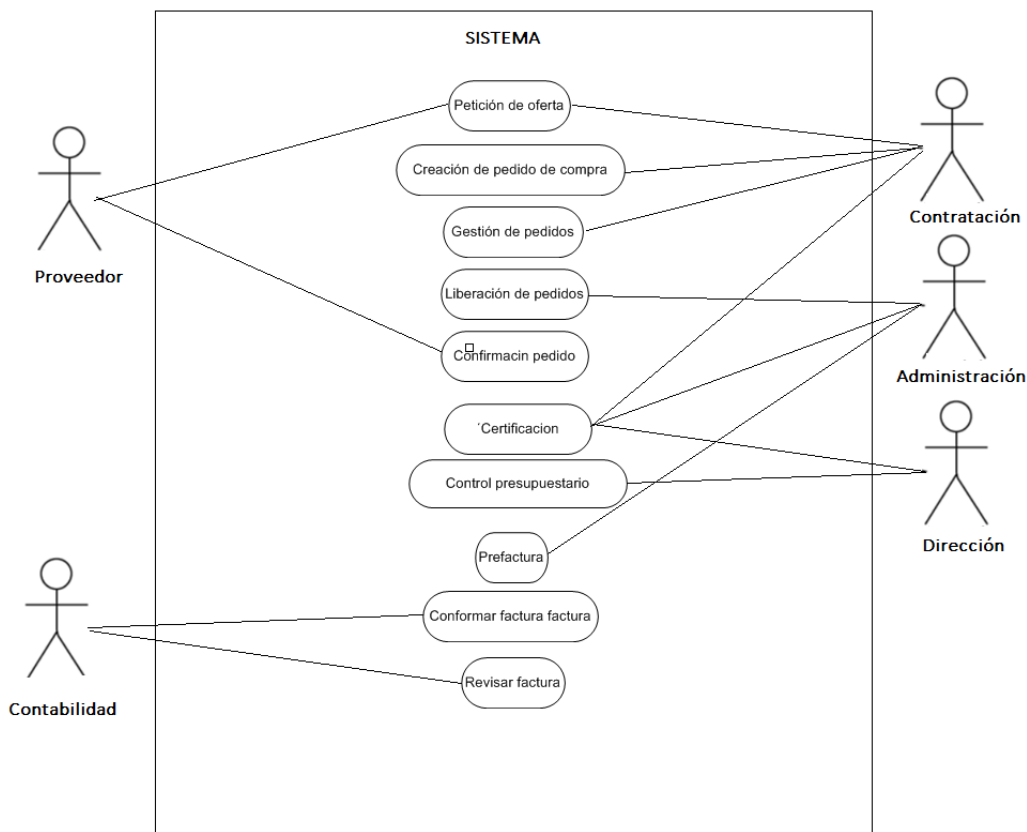 SISTEMA
Petición de oferta
Creación de pedido de compra
Contratación
Gestión de pedidos
Proveedor
Liberación de pedidos
Confirmacin pedido
Administración
Certificacion
Control presupuestario
Dirección
Prefactura
Conformar factura factura
Revisar factura
Contabilidad